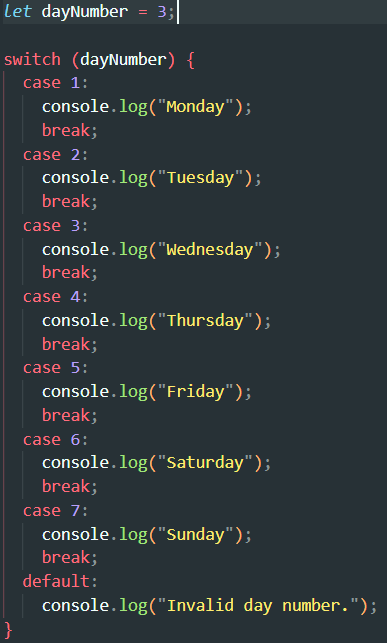 let dayNumber = 3;
switch (dayNumber) {
case 1:
console.log("Monday");
break;
case 2:
console.log("Tuesday");
break;
case 3:
console.log("Wednesday");
break;
case 4:
console.log("Thursday");
break;
case 5:
console.log("Friday");
break;
case 6:
console.log("Saturday");
break;
case 7:
console.log("Sunday");
break;
default:
console.log("Invalid day number.");
}